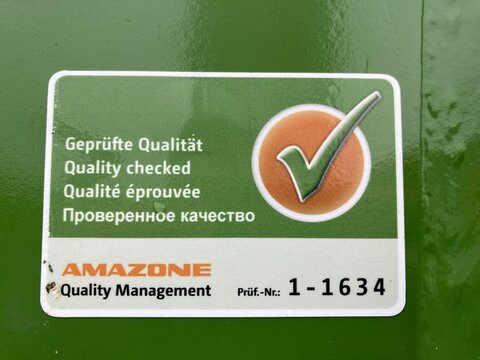 Geprüfte Qualität
Quality checked
Qualité éprouvée
Проверенное качество
AMAZONE
Quality Management Prüf.-Nr.: 1-1634